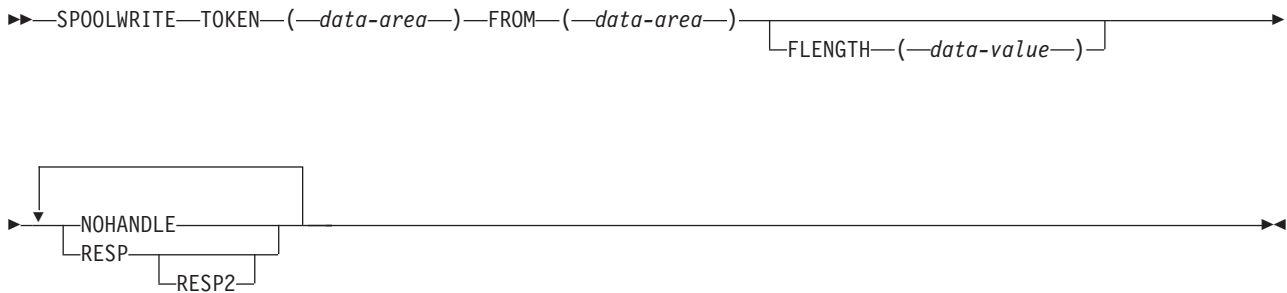 SPOOLWRITE TOKEN ( data-area ) FROM ( data-area )
FLENGTH ( data-value )
NOHANDLE
RESP
RESP2